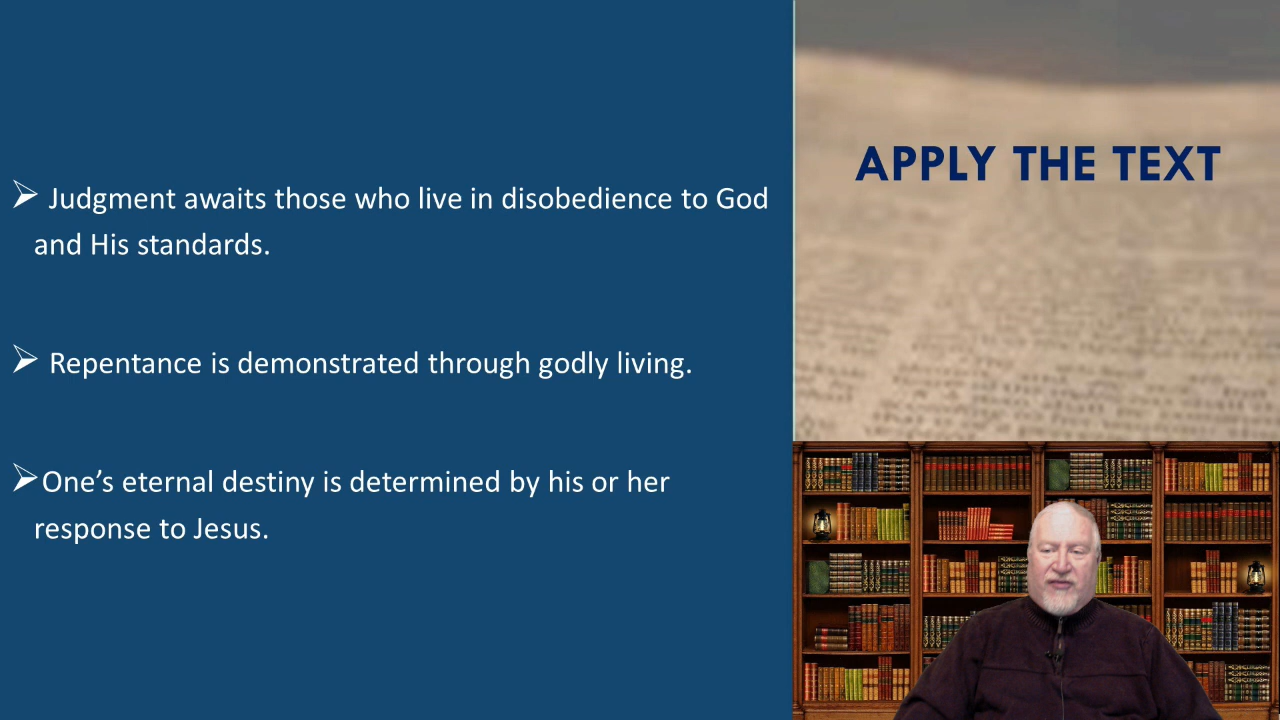 ➢ Judgment awaits those who live in disobedience to God
and His standards.
➢ Repentance is demonstrated through godly living.
➢One’s eternal destiny is determined by his or her
response to Jesus.
APPLY THE TEXT